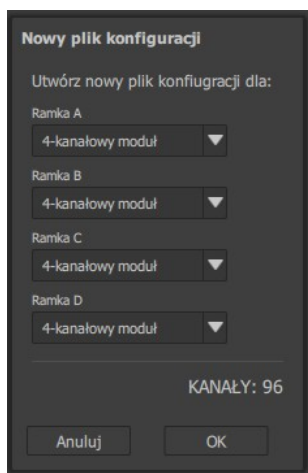 Nowy plik konfiguracji
Utwórz nowy plik konfiugracji dla:
Ramka A
4-kanałowy moduł
Ramka B
4-kanałowy moduł
Ramka C
4-kanałowy moduł
Ramka D
4-kanałowy moduł
KANAŁY: 96
Anuluj OK